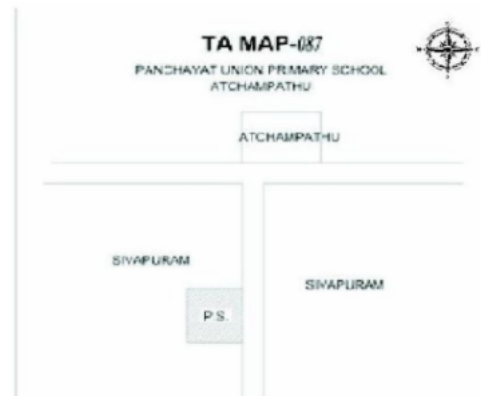 TA MAP-087
PANCHAYAT UNION PRIMARY SCHOOL
ATCHAMPATHU
ATCHAMPATHU
SIVAPURAM
SIVAPURAM
P.S.